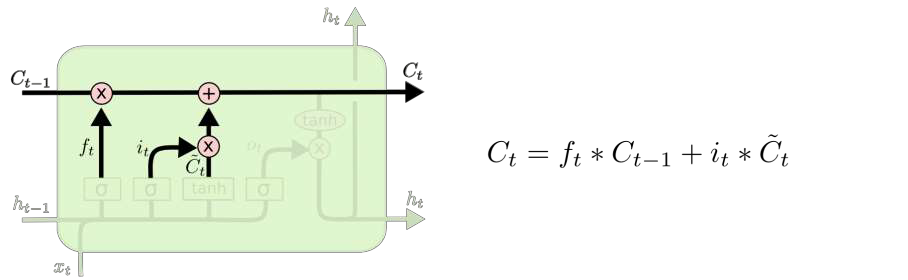 h_t
C_{t-1} C_t
x +
tanh
f_t i_t o_t x x
C̃_t
σ σ tanh σ
h_{t-1} h_t
x_t
C_t = f_t * C_{t-1} + i_t * C̃_t